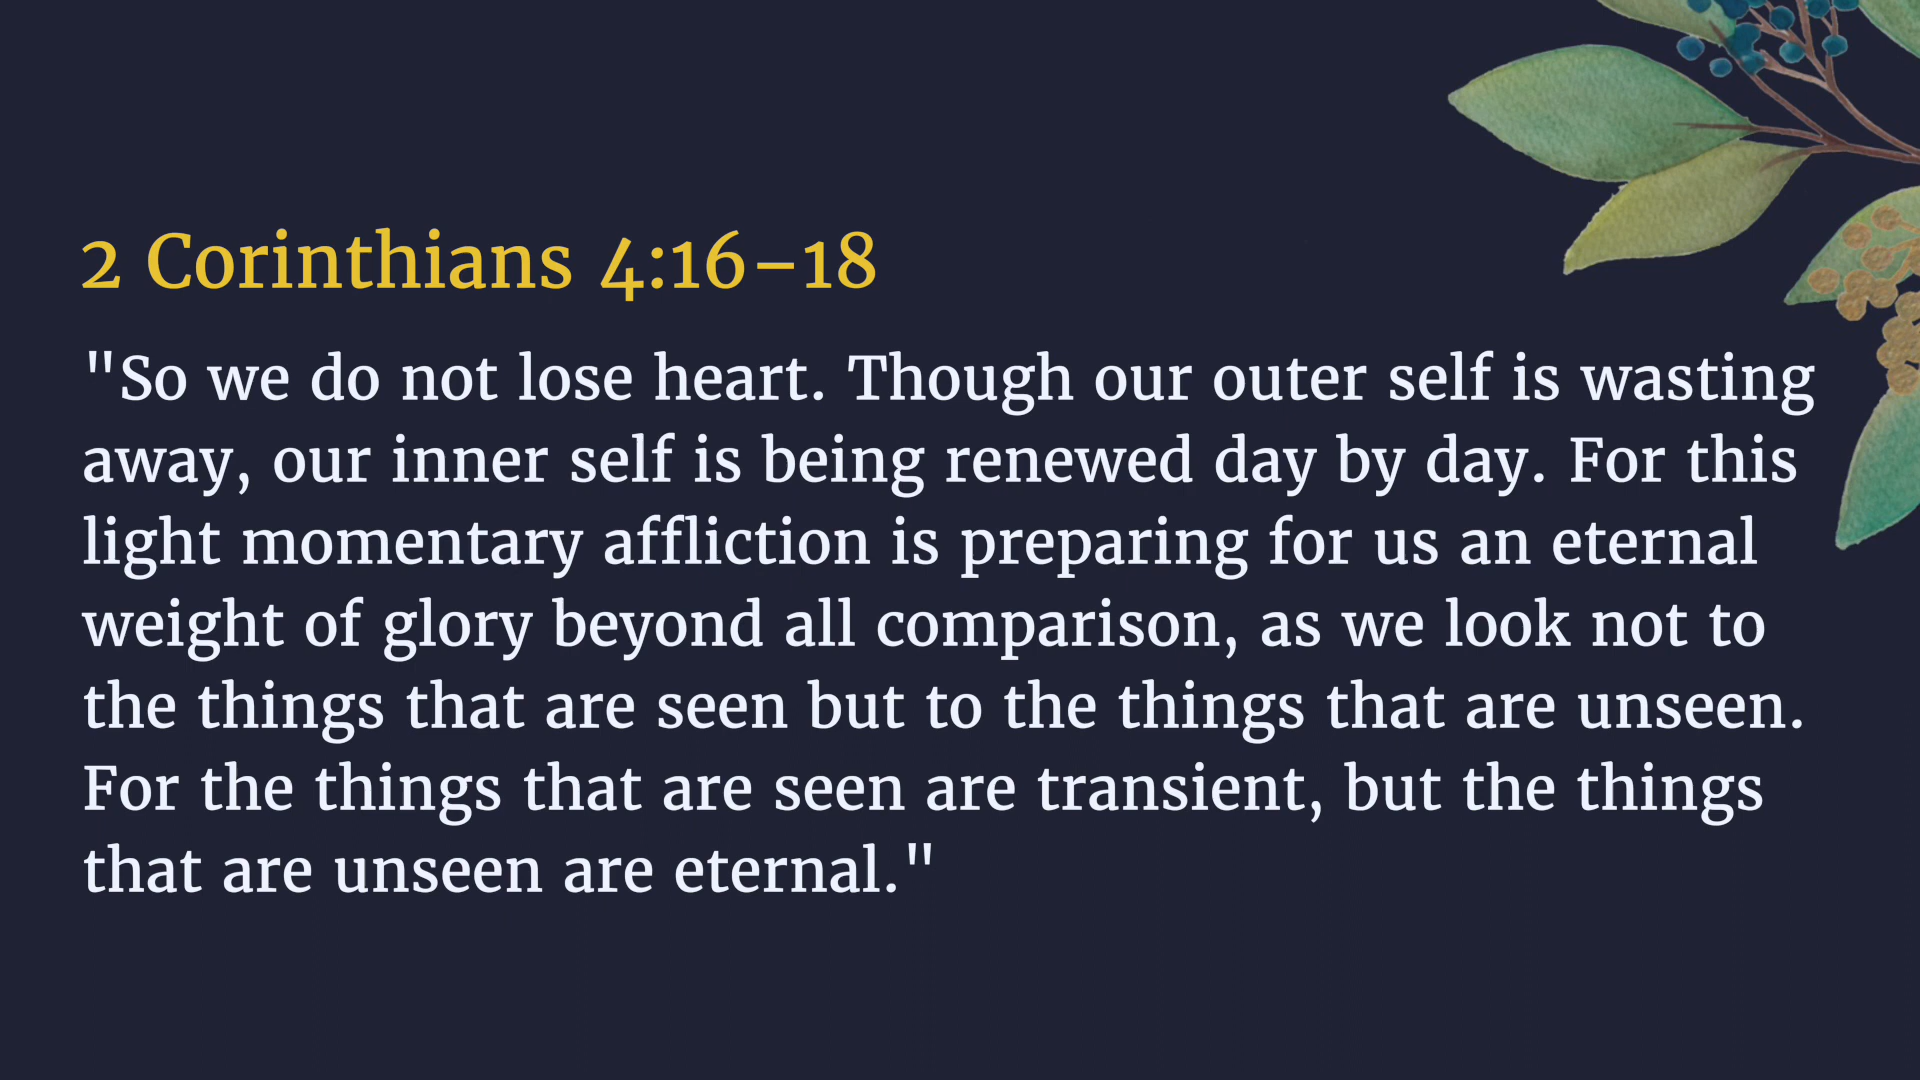 2 Corinthians 4:16–18
"So we do not lose heart. Though our outer self is wasting
away, our inner self is being renewed day by day. For this
light momentary affliction is preparing for us an eternal
weight of glory beyond all comparison, as we look not to
the things that are seen but to the things that are unseen.
For the things that are seen are transient, but the things
that are unseen are eternal."